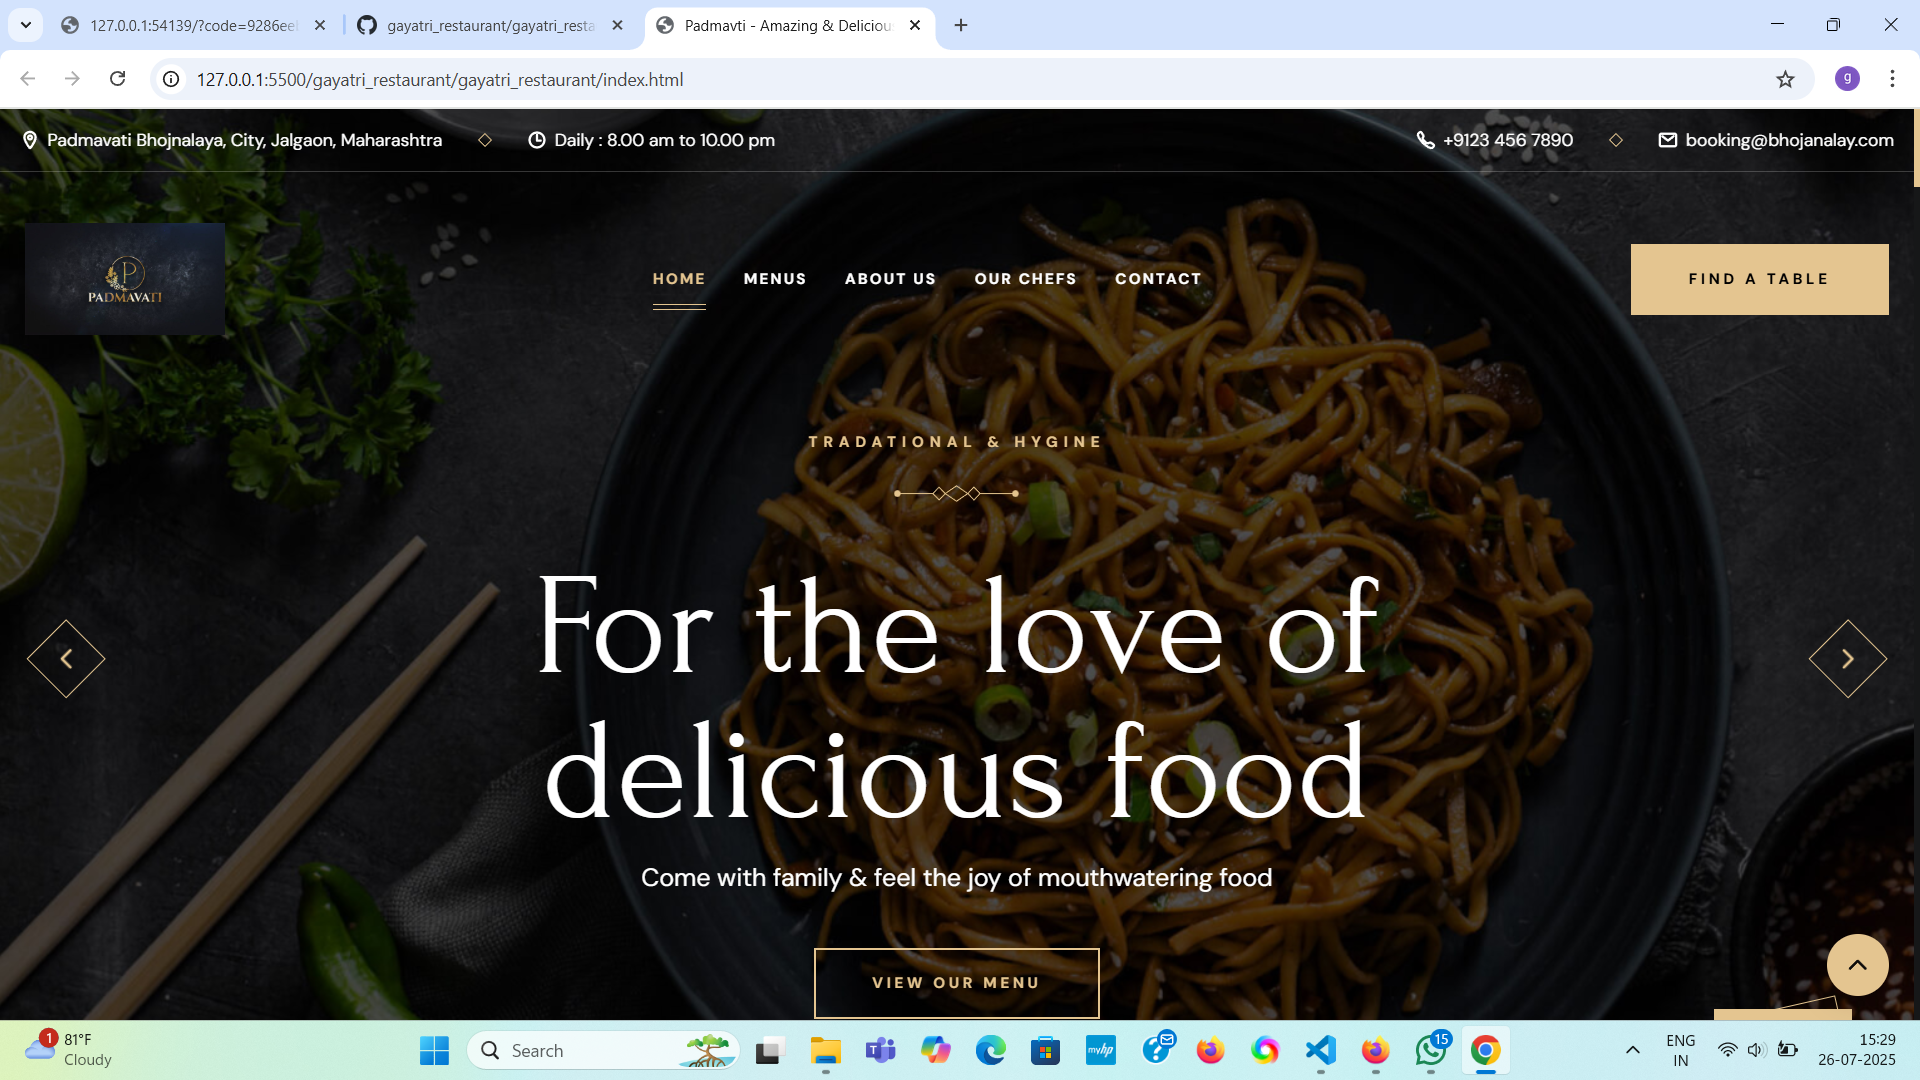 127.0.0.1:54139/?code=9286ee
gayatri_restaurant/gayatri_resta
Padmavti - Amazing & Deliciou
127.0.0.1:5500/gayatri_restaurant/gayatri_restaurant/index.html
g
Padmavati Bhojnalaya, City, Jalgaon, Maharashtra
Daily : 8.00 am to 10.00 pm
+9123 456 7890
booking@bhojanalay.com
P
PADMAVATI
HOME
MENUS
ABOUT US
OUR CHEFS
CONTACT
FIND A TABLE
TRADATIONAL & HYGINE
For the love of
delicious food
Come with family & feel the joy of mouthwatering food
VIEW OUR MENU
1
81°F
Cloudy
Search
myhp
15
ENG
IN
15:29
26-07-2025